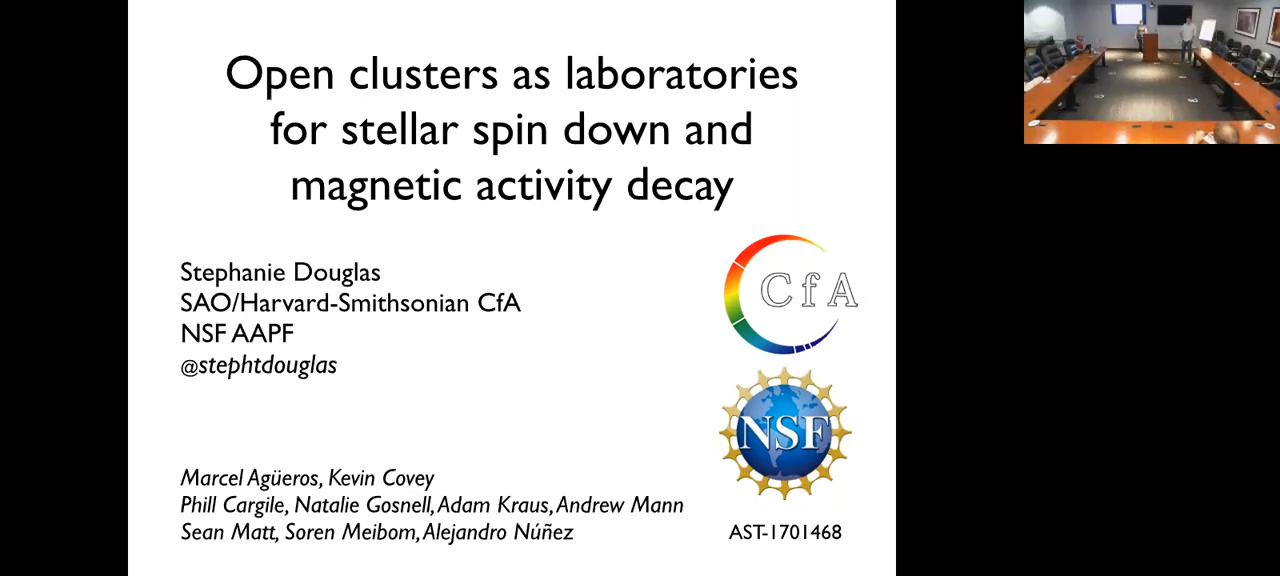 Open clusters as laboratories
for stellar spin down and
magnetic activity decay
Stephanie Douglas
SAO/Harvard-Smithsonian CfA
NSF AAPF
@stephtdouglas
CfA
NSF
Marcel Agüeros, Kevin Covey
Phill Cargile, Natalie Gosnell, Adam Kraus, Andrew Mann
Sean Matt, Soren Meibom, Alejandro Núñez
AST-1701468